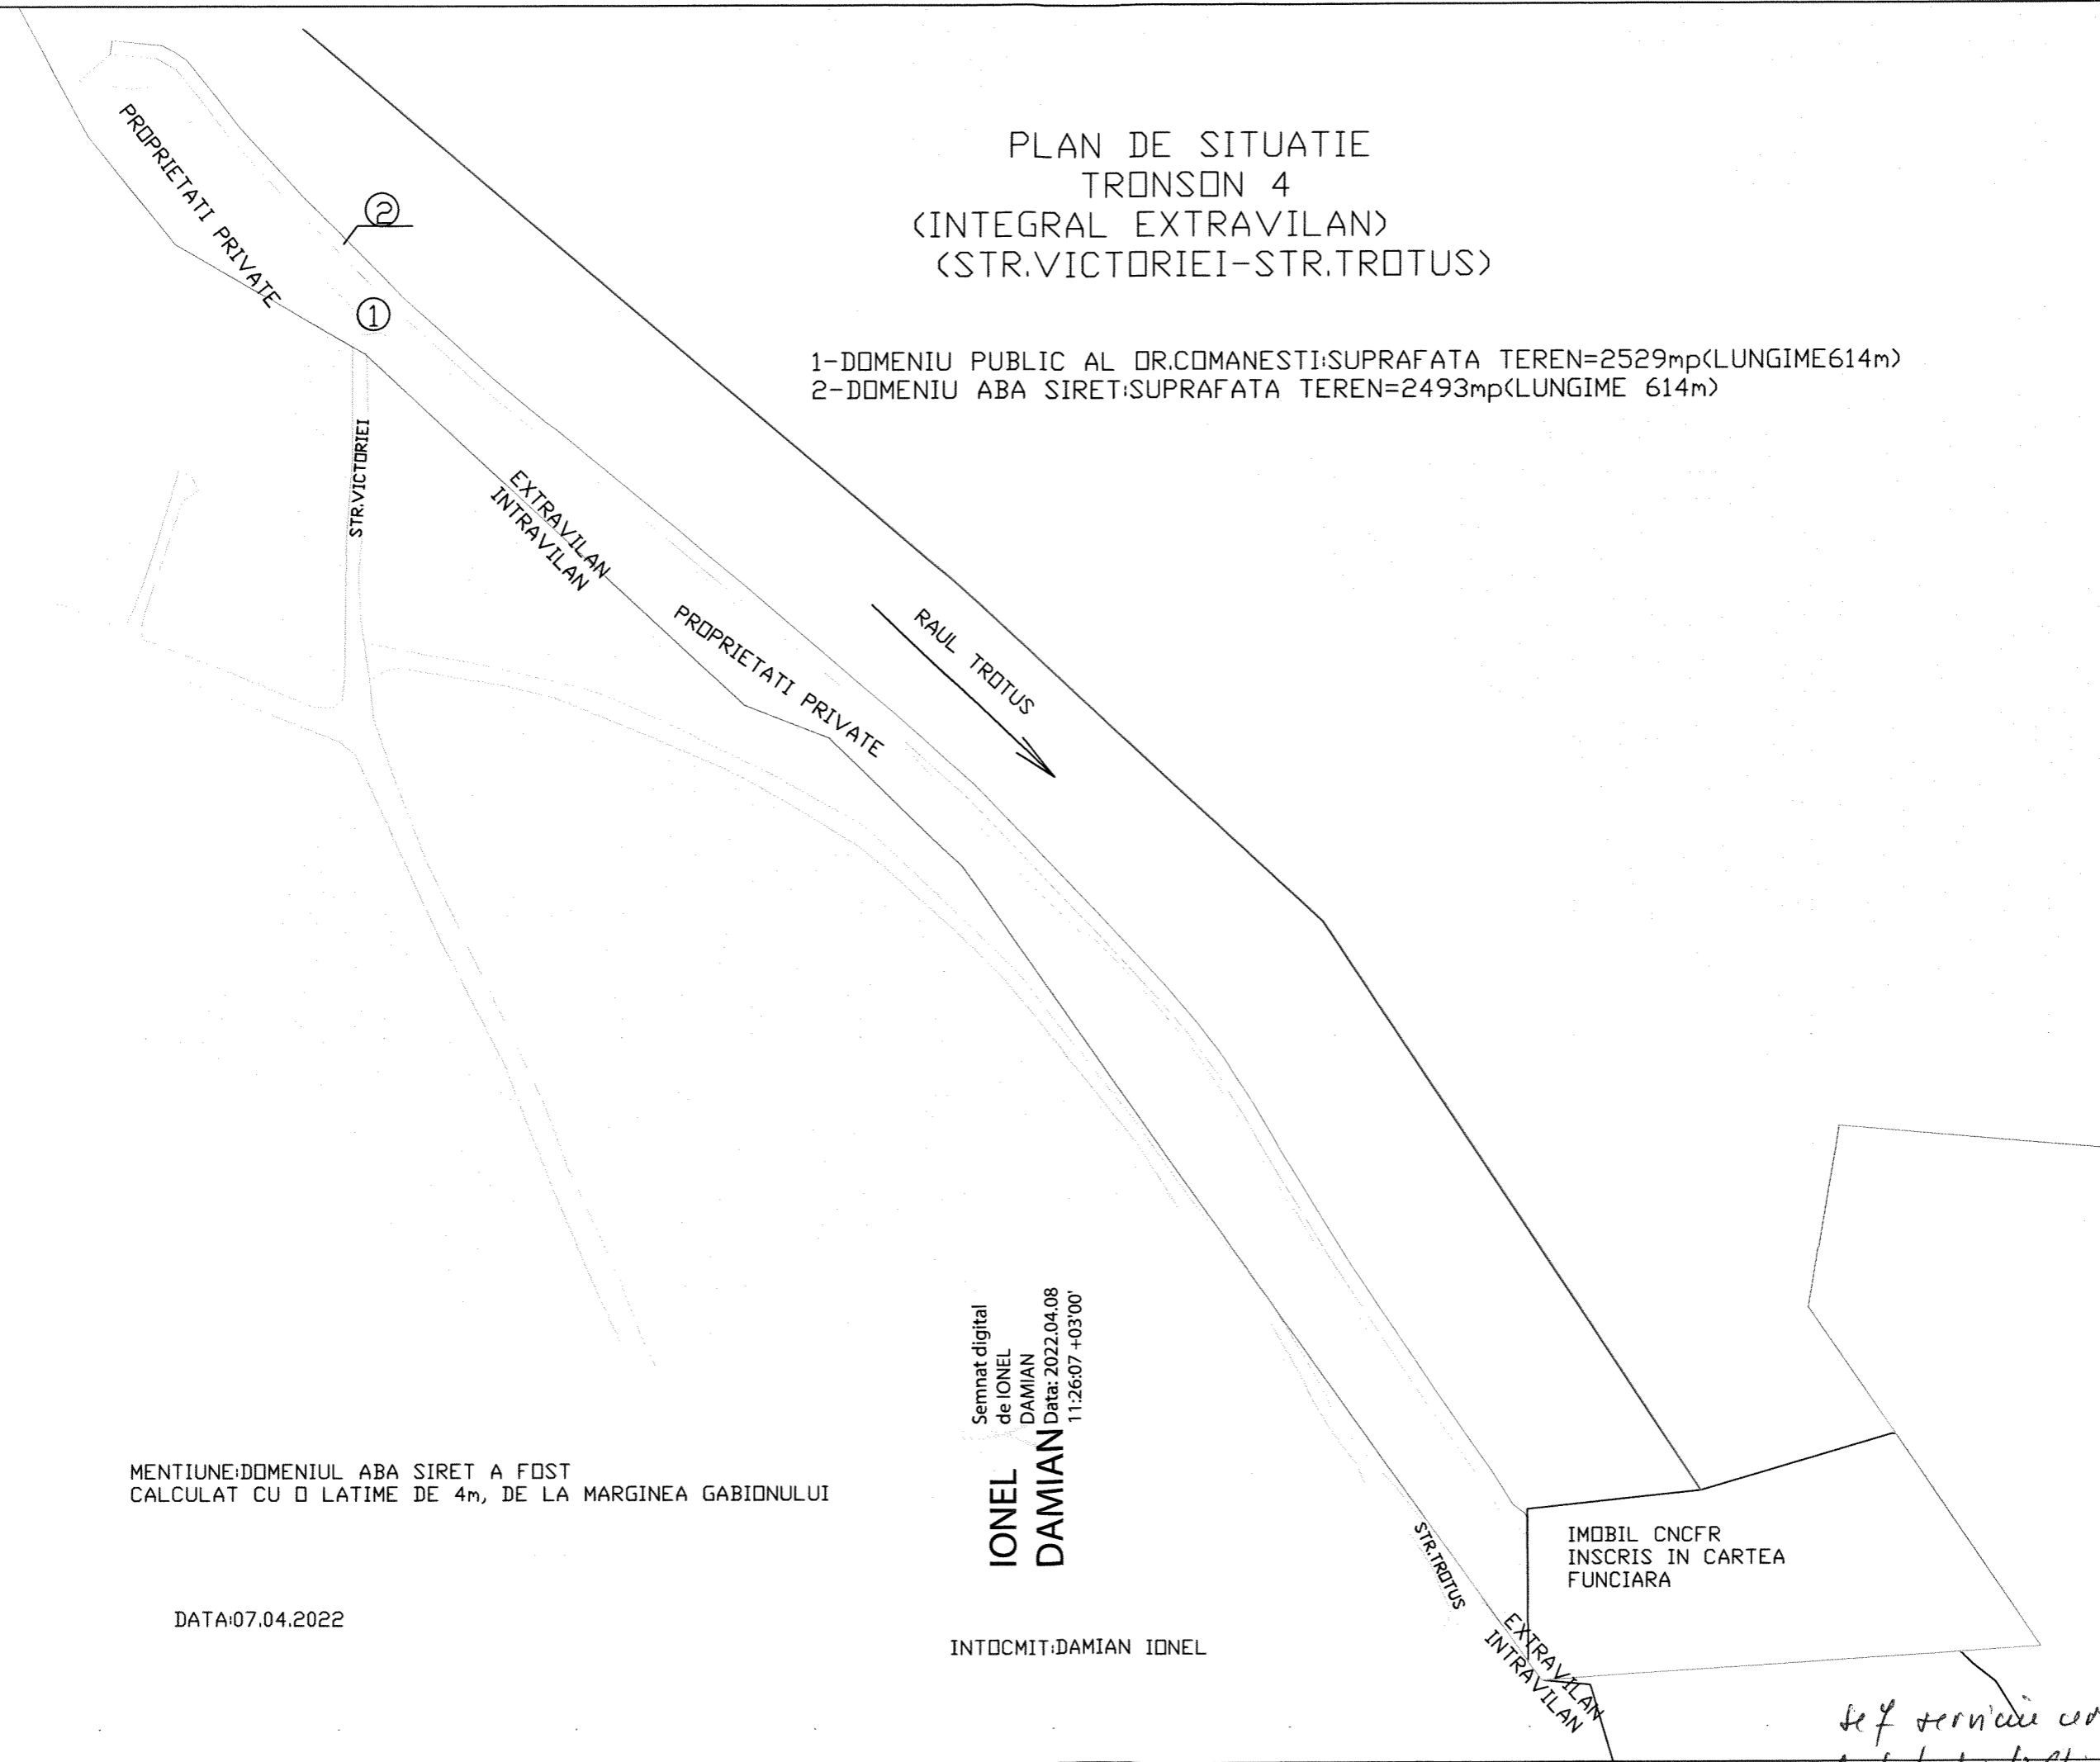 PLAN DE SITUATIE
TRONSON 4
(INTEGRAL EXTRAVILAN)
(STR.VICTORIEI-STR.TROTUS)
1-DOMENIU PUBLIC AL OR.COMANESTI:SUPRAFATA TEREN=2529mp(LUNGIME614m)
2-DOMENIU ABA SIRET:SUPRAFATA TEREN=2493mp(LUNGIME 614m)
PROPRIETATI PRIVATE
2
1
STR.VICTORIEI
EXTRAVILAN
INTRAVILAN
PROPRIETATI PRIVATE
RAUL TROTUS
MENTIUNE:DOMENIUL ABA SIRET A FOST
CALCULAT CU O LATIME DE 4m, DE LA MARGINEA GABIONULUI
DATA:07.04.2022
IONEL
DAMIAN
Semnat digital
de IONEL
DAMIAN
Data: 2022.04.08
11:26:07 +03'00'
INTOCMIT:DAMIAN IONEL
STR.TROTUS
IMOBIL CNCFR
INSCRIS IN CARTEA
FUNCIARA
EXTRAVILAN
INTRAVILAN